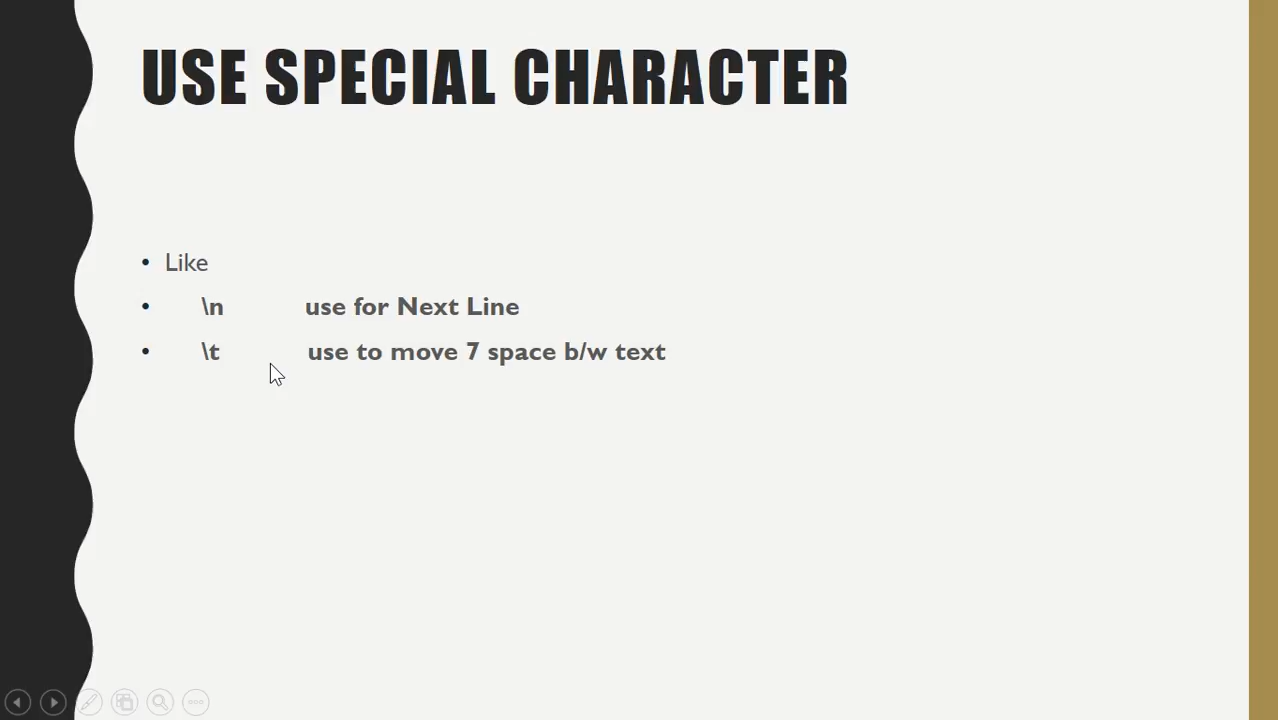 USE SPECIAL CHARACTER
• Like
• \n use for Next Line
• \t use to move 7 space b/w text